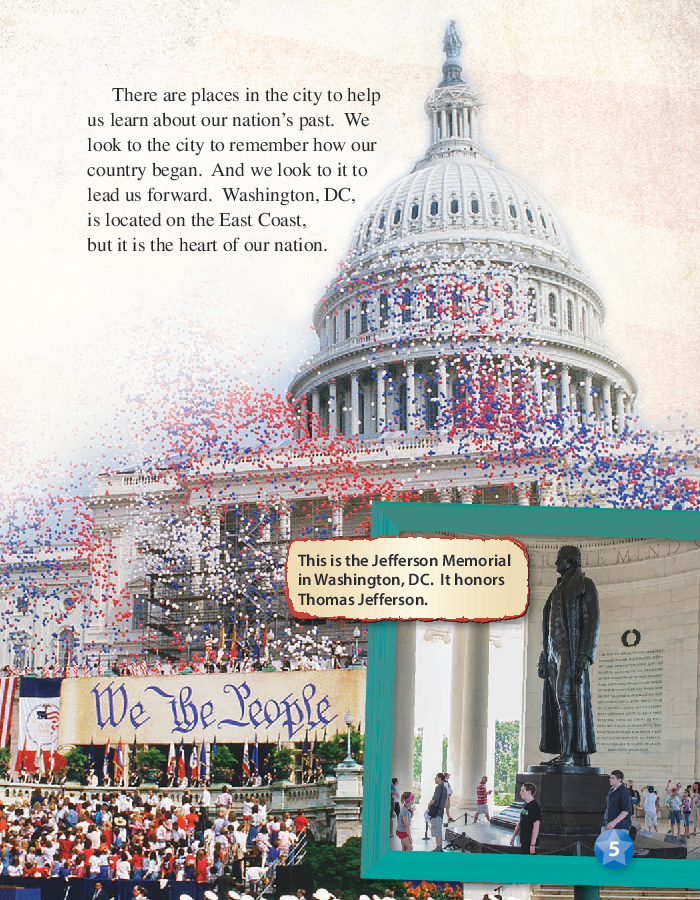 There are places in the city to help
us learn about our nation's past.  We
look to the city to remember how our
country began.  And we look to it to
lead us forward.  Washington, DC,
is located on the East Coast,
but it is the heart of our nation.
This is the Jefferson Memorial
in Washington, DC.  It honors
Thomas Jefferson.
We The People
5